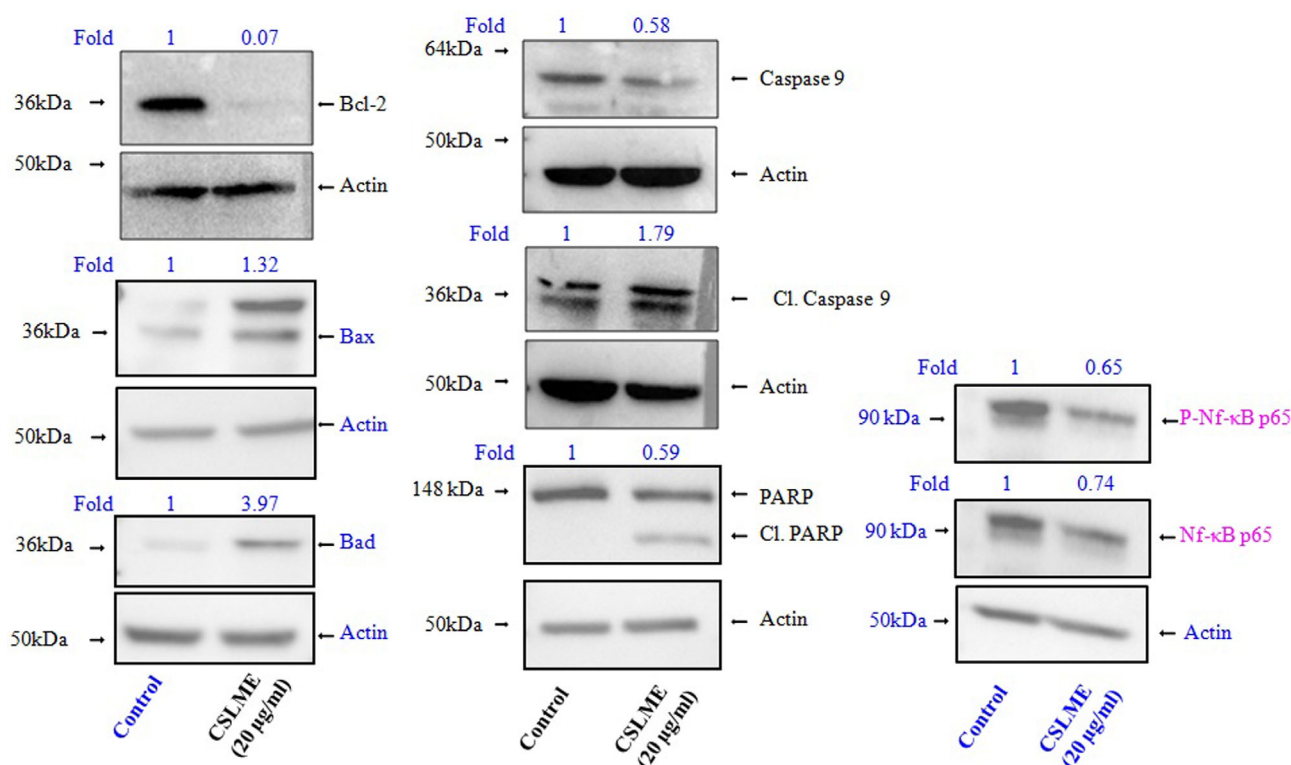 Fold 1 0.07
36kDa → ← Bcl-2
50kDa → ← Actin
Fold 1 1.32
36kDa → ← Bax
50kDa → ← Actin
Fold 1 3.97
36kDa → ← Bad
50kDa → ← Actin
Control CSLME
(20 µg/ml)
Fold 1 0.58
64kDa → ← Caspase 9
50kDa → ← Actin
Fold 1 1.79
36kDa → ← Cl. Caspase 9
50kDa → ← Actin
Fold 1 0.59
148 kDa → ← PARP
← Cl. PARP
50kDa → ← Actin
Control CSLME
(20 µg/ml)
Fold 1 0.65
90 kDa → ← P-Nf-κB p65
Fold 1 0.74
90 kDa → ← Nf-κB p65
50kDa → ← Actin
Control CSLME
(20 µg/ml)